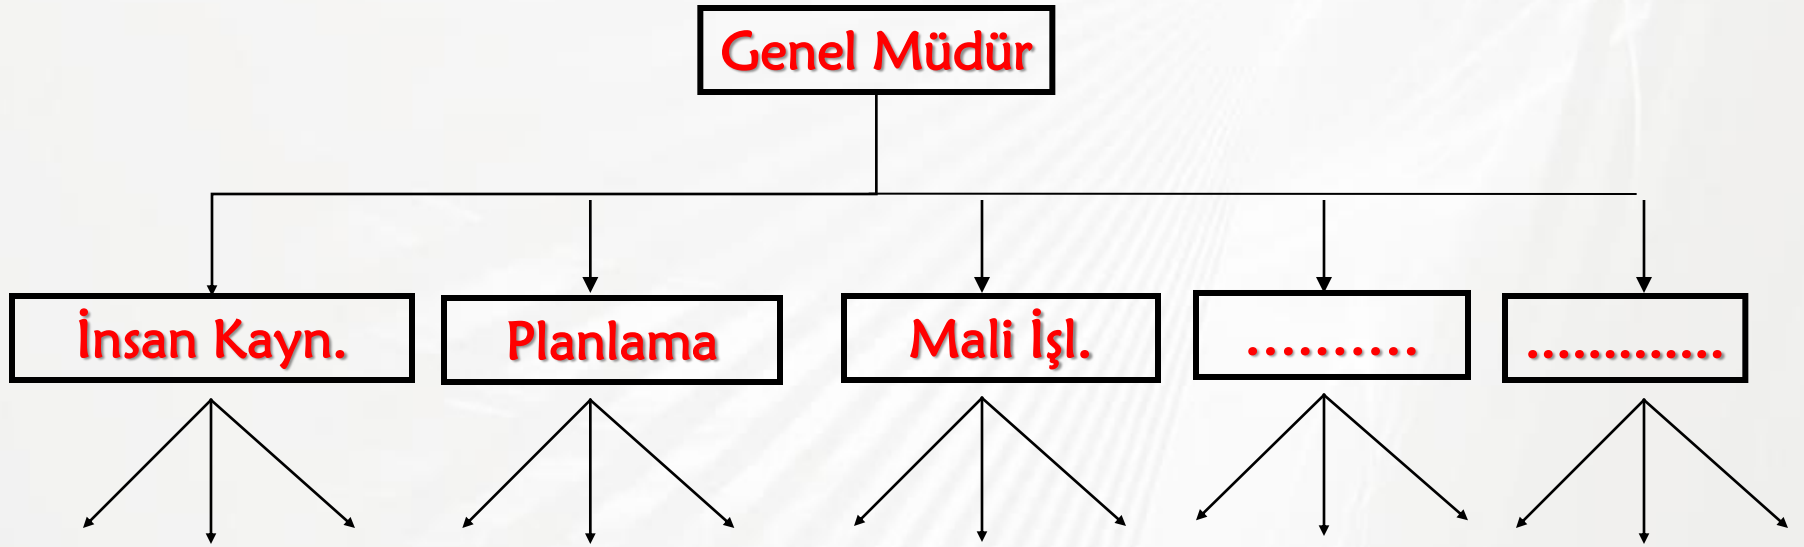 Genel Müdür
İnsan Kayn.
Planlama
Mali İşl.
..........
.............